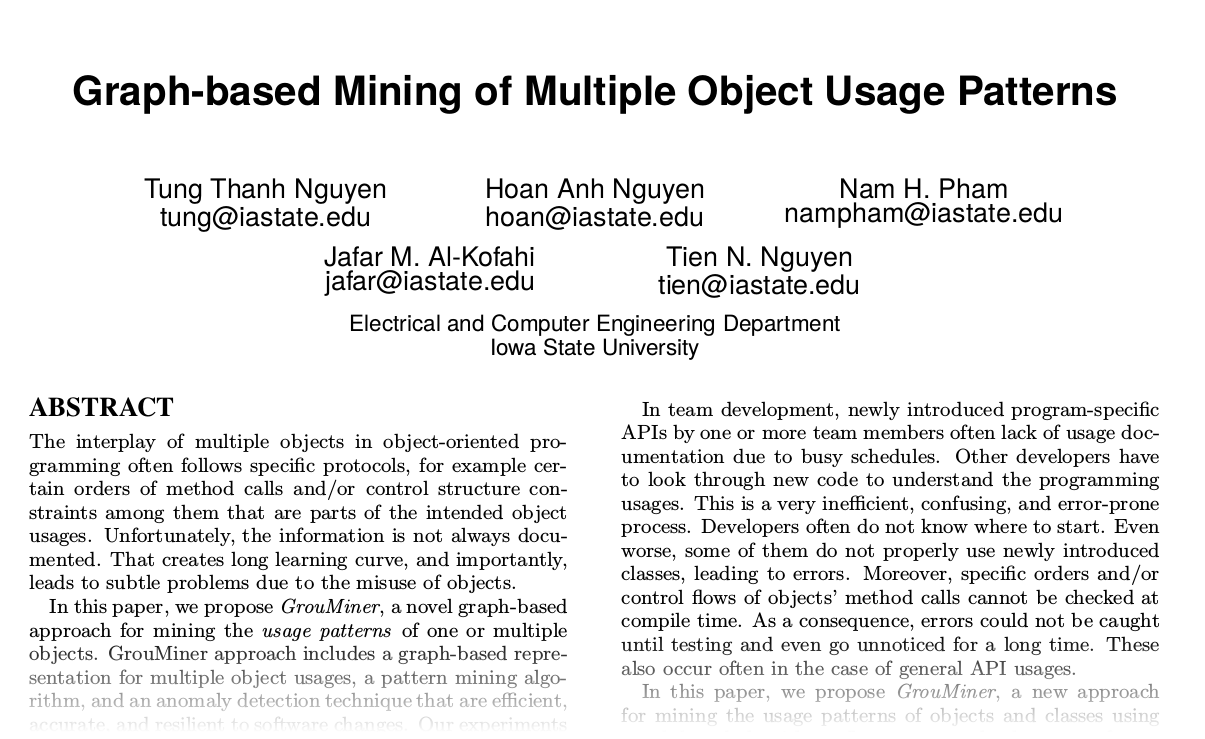 Graph-based Mining of Multiple Object Usage Patterns
Tung Thanh Nguyen
tung@iastate.edu
Hoan Anh Nguyen
hoan@iastate.edu
Nam H. Pham
nampham@iastate.edu
Jafar M. Al-Kofahi
jafar@iastate.edu
Tien N. Nguyen
tien@iastate.edu
Electrical and Computer Engineering Department
Iowa State University
ABSTRACT
The interplay of multiple objects in object-oriented pro-
gramming often follows specific protocols, for example cer-
tain orders of method calls and/or control structure con-
straints among them that are parts of the intended object
usages. Unfortunately, the information is not always docu-
mented. That creates long learning curve, and importantly,
leads to subtle problems due to the misuse of objects.
In this paper, we propose GrouMiner, a novel graph-based
approach for mining the usage patterns of one or multiple
objects. GrouMiner approach includes a graph-based repre-
sentation for multiple object usages, a pattern mining algo-
rithm, and an anomaly detection technique that are efficient,
accurate, and resilient to software changes. Our experiments
In team development, newly introduced program-specific
APIs by one or more team members often lack of usage doc-
umentation due to busy schedules. Other developers have
to look through new code to understand the programming
usages. This is a very inefficient, confusing, and error-prone
process. Developers often do not know where to start. Even
worse, some of them do not properly use newly introduced
classes, leading to errors. Moreover, specific orders and/or
control flows of objects' method calls cannot be checked at
compile time. As a consequence, errors could not be caught
until testing and even go unnoticed for a long time. These
also occur often in the case of general API usages.
In this paper, we propose GrouMiner, a new approach
for mining the usage patterns of objects and classes using